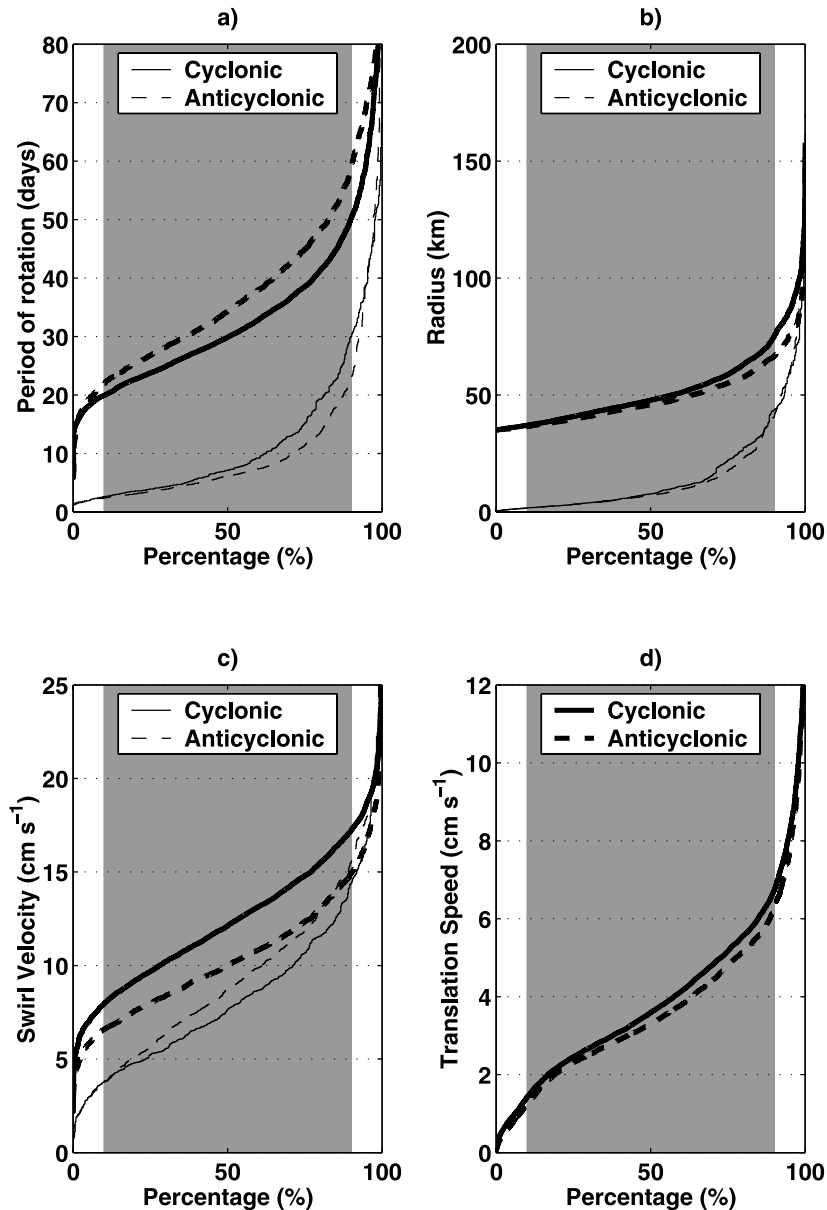 a)
80
70
60
50
40
30
20
10
0
Period of rotation (days)
Cyclonic
Anticyclonic
0 50 100
Percentage (%)
b)
200
150
100
50
0
Radius (km)
Cyclonic
Anticyclonic
0 50 100
Percentage (%)
c)
25
20
15
10
5
0
Swirl Velocity (cm s⁻¹)
Cyclonic
Anticyclonic
0 50 100
Percentage (%)
d)
12
10
8
6
4
2
0
Translation Speed (cm s⁻¹)
Cyclonic
Anticyclonic
0 50 100
Percentage (%)